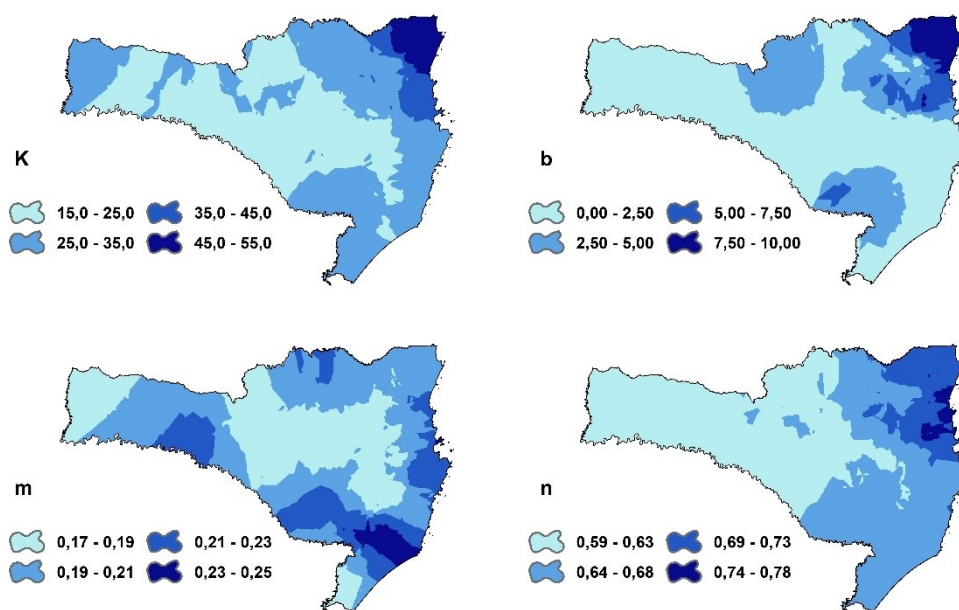 K
15,0 - 25,0 35,0 - 45,0
25,0 - 35,0 45,0 - 55,0
b
0,00 - 2,50 5,00 - 7,50
2,50 - 5,00 7,50 - 10,00
m
0,17 - 0,19 0,21 - 0,23
0,19 - 0,21 0,23 - 0,25
n
0,59 - 0,63 0,69 - 0,73
0,64 - 0,68 0,74 - 0,78